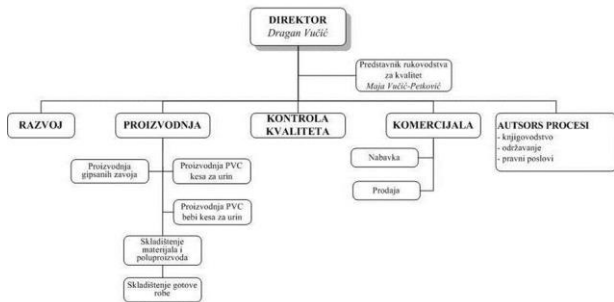 DIREKTOR
Dragan Vučić
Predstavnik rukovodstva
za kvalitet
Maja Vučić-Petković
RAZVOJ
PROIZVODNJA
KONTROLA
KVALITETA
KOMERCIJALA
AUTSORS PROCESI
- knjigovodstvo
- održavanje
- pravni poslovi
Proizvodnja
gipsanih zavoja
Proizvodnja PVC
kesa za urin
Nabavka
Proizvodnja PVC
bebi kesa za urin
Prodaja
Skladištenje
materijala i
poluproizvoda
Skladištenje gotove
robe